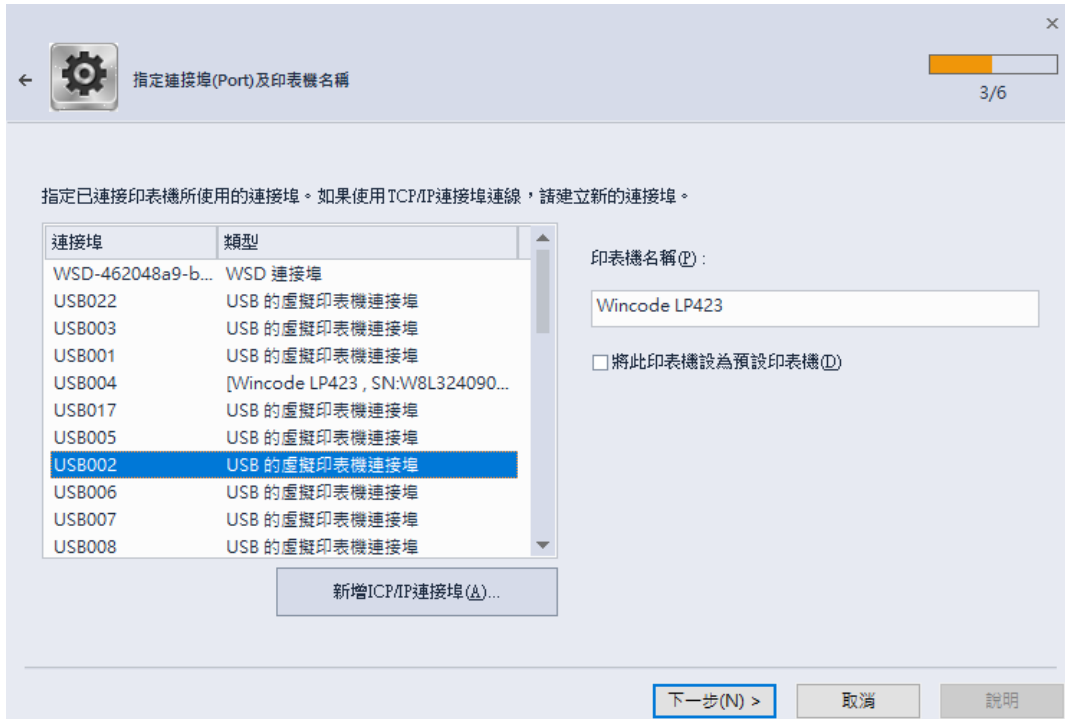 指定連接埠(Port)及印表機名稱
3/6
指定已連接印表機所使用的連接埠。如果使用TCP/IP連接埠連線，請建立新的連接埠。
連接埠 類型
WSD-462048a9-b... WSD 連接埠
USB022 USB 的虛擬印表機連接埠
USB003 USB 的虛擬印表機連接埠
USB001 USB 的虛擬印表機連接埠
USB004 [Wincode LP423 , SN:W8L324090...
USB017 USB 的虛擬印表機連接埠
USB005 USB 的虛擬印表機連接埠
USB002 USB 的虛擬印表機連接埠
USB006 USB 的虛擬印表機連接埠
USB007 USB 的虛擬印表機連接埠
USB008 USB 的虛擬印表機連接埠
新增ICP/IP連接埠(A)...
印表機名稱(P) :
Wincode LP423
將此印表機設為預設印表機(D)
下一步(N) > 取消 說明